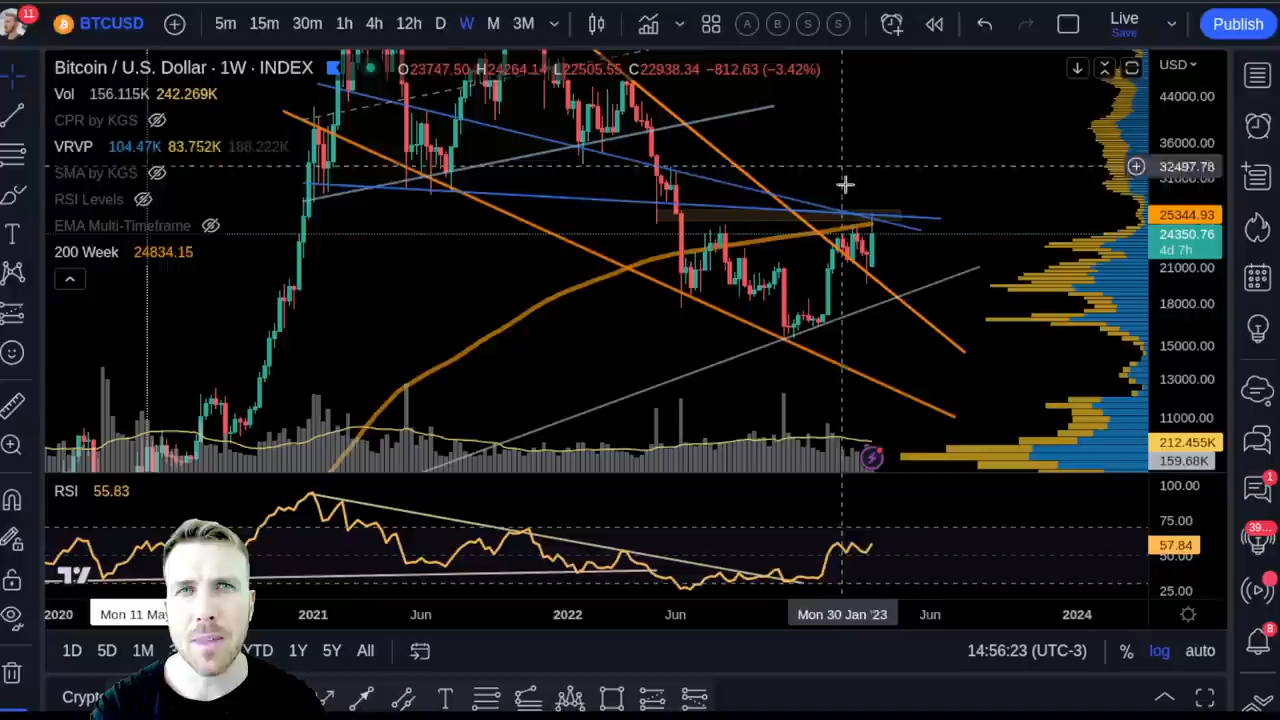 11
BTCUSD 5m 15m 30m 1h 4h 12h D W M 3M A B S S Live Save Publish
Bitcoin / U.S. Dollar · 1W · INDEX O23747.50 H24264.14 L22505.55 C22938.34 −812.63 (−3.42%) USD
Vol 156.115K 242.269K
CPR by KGS
VRVP 104.47K 83.752K 188.222K
SMA by KGS
RSI Levels
EMA Multi-Timeframe
200 Week 24834.15
44000.00
36000.00
32497.78
25344.93
24350.76
4d 7h
21000.00
18000.00
15000.00
13000.00
11000.00
212.455K
159.68K
RSI 55.83
100.00
75.00
57.84
25.00
1
39...
8
2020 Mon 11 May 2021 Jun 2022 Jun Mon 30 Jan '23 Jun 2024
1D 5D 1M YTD 1Y 5Y All 14:56:23 (UTC-3) % log auto